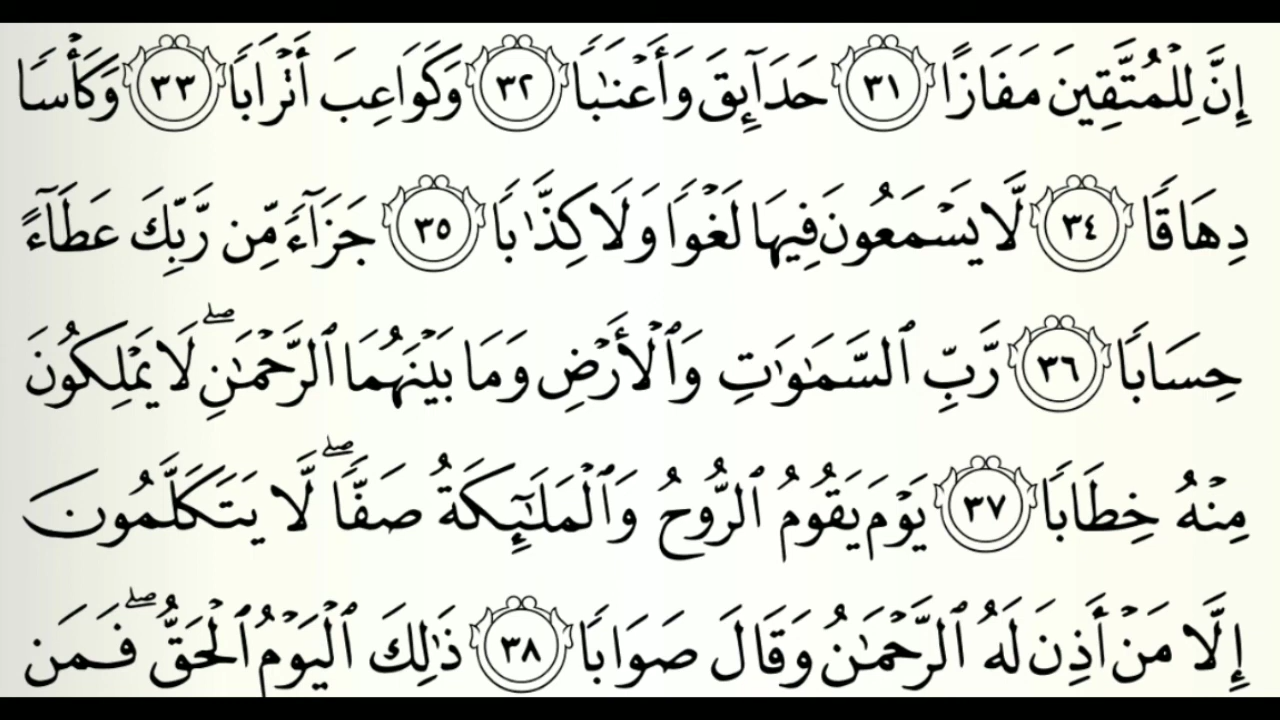 إِنَّ لِلْمُتَّقِينَ مَفَازًا ٣١ حَدَآئِقَ وَأَعْنَٰبًا ٣٢ وَكَوَاعِبَ أَتْرَابًا ٣٣ وَكَأْسًا
دِهَاقًا ٣٤ لَّا يَسْمَعُونَ فِيهَا لَغْوًا وَلَا كِذَّٰبًا ٣٥ جَزَآءً مِّن رَّبِّكَ عَطَآءً
حِسَابًا ٣٦ رَّبِّ ٱلسَّمَٰوَٰتِ وَٱلْأَرْضِ وَمَا بَيْنَهُمَا ٱلرَّحْمَٰنِ ۖ لَا يَمْلِكُونَ
مِنْهُ خِطَابًا ٣٧ يَوْمَ يَقُومُ ٱلرُّوحُ وَٱلْمَلَٰٓئِكَةُ صَفًّا ۖ لَّا يَتَكَلَّمُونَ
إِلَّا مَنْ أَذِنَ لَهُ ٱلرَّحْمَٰنُ وَقَالَ صَوَابًا ٣٨ ذَٰلِكَ ٱلْيَوْمُ ٱلْحَقُّ ۖ فَمَن